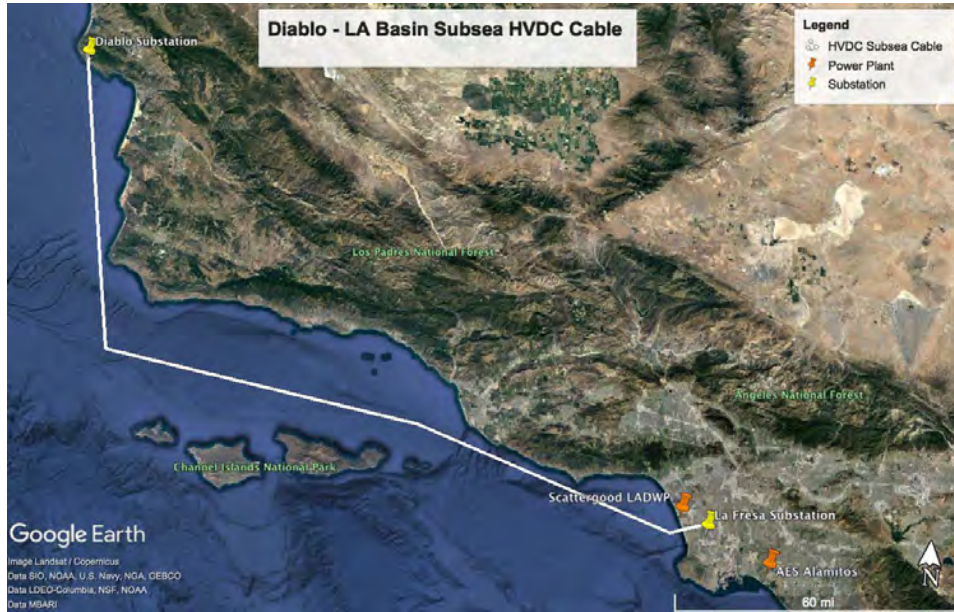 Diablo - LA Basin Subsea HVDC Cable
Legend
HVDC Subsea Cable
Power Plant
Substation
Diablo Substation
Los Padres National Forest
Angeles National Forest
Channel Islands National Park
Scattergood LADWP
La Fresa Substation
AES Alamitos
Google Earth
Image Landsat / Copernicus
Data SIO, NOAA, U.S. Navy, NGA, GEBCO
Data LDEO-Columbia, NSF, NOAA
Data MBARI
N
60 mi